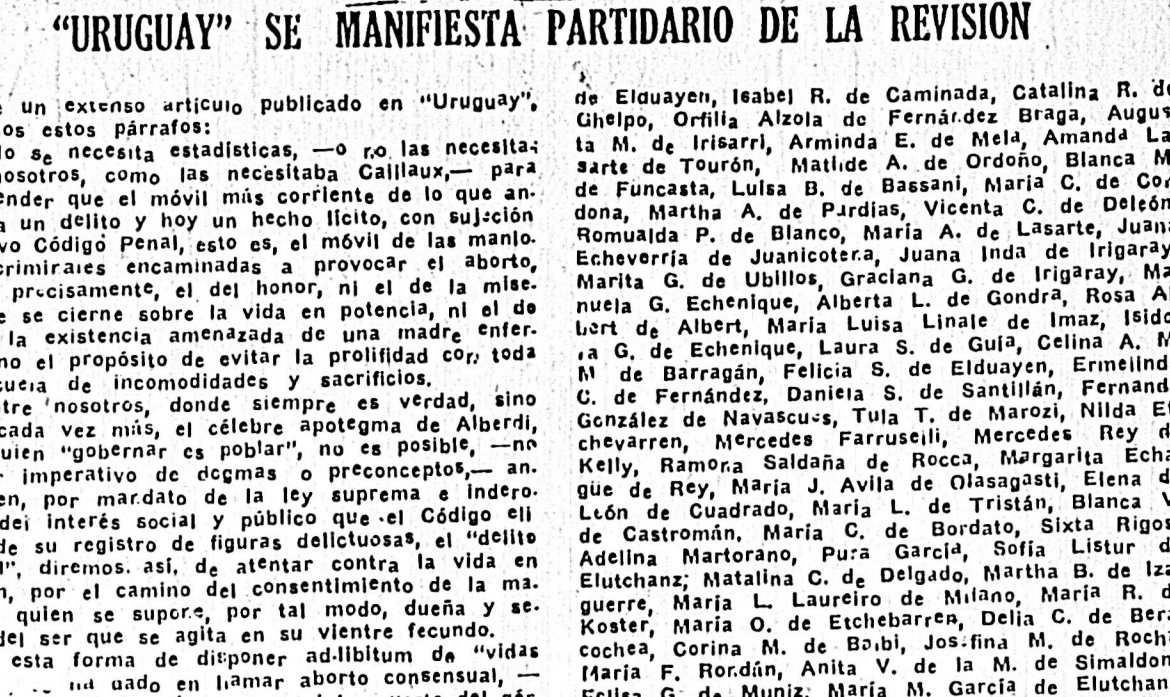 "URUGUAY" SE MANIFIESTA PARTIDARIO DE LA REVISION
un extenso artículo publicado en "Uruguay",
os estos párrafos:
lo se necesita estadísticas, —o no las necesita-
nosotros, como las necesitaba Caillaux,— para
ender que el móvil más corriente de lo que an-
a un delito y hoy un hecho lícito, con sujeción
vo Código Penal, esto es, el móvil de las manio-
criminales encaminadas a provocar el aborto,
precisamente, el del honor, ni el de la mise-
e se cierne sobre la vida en potencia, ni el de
la existencia amenazada de una madre enfer-
no el propósito de evitar la prolifidad con toda
cuela de incomodidades y sacrificios.
tre nosotros, donde siempre es verdad, sino
cada vez más, el célebre apotegma de Alberdi,
uien "gobernar es poblar", no es posible, —no
r imperativo de dogmas o preconceptos,— an-
en, por mandato de la ley suprema e indero-
del interés social y público que el Código eli
de su registro de figuras delictuosas, el "delito
l", diremos así, de atentar contra la vida en
n, por el camino del consentimiento de la ma-
quien se supone, por tal modo, dueña y se-
del ser que se agita en su vientre fecundo.
esta forma de disponer ad-libitum de "vidas
ha dado en llamar aborto consensual, —
de Elduayen, Isabel R. de Caminada, Catalina R. de
Ghelpo, Orfilia Alzola de Fernández Braga, Augus
ta M. de Irisarri, Arminda E. de Mela, Amanda La-
sarte de Tourón, Matilde A. de Ordoño, Blanca M
de Funcasta, Luisa B. de Bassani, María C. de Cor
dona, Martha A. de Pardias, Vicenta C. de Deleón
Romualda P. de Blanco, María A. de Lasarte, Juana
Echeverría de Juanicotena, Juana Inda de Irigaray
Marita G. de Ubillos, Graciana G. de Irigaray, Ma
nuela G. Echenique, Alberta L. de Gondra, Rosa Al
bert de Albert, Maria Luisa Linale de Imaz, Isido
ra G. de Echenique, Laura S. de Guia, Celina A. M
M de Barragán, Felicia S. de Elduayen, Ermelind
C. de Fernández, Daniela S. de Santillán, Fernand
González de Navascues, Tula T. de Marozi, Nilda Et
chevarren, Mercedes Farruselli, Mercedes Rey d
Kelly, Ramona Saldaña de Rocca, Margarita Echa
güe de Rey, María J. Avila de Olasagasti, Elena d
León de Cuadrado, María L. de Tristán, Blanca V
de Castromán, María C. de Bordato, Sixta Rigos
Adelina Martorano, Pura García, Sofía Listur d
Elutchanz; Matalina C. de Delgado, Martha B. de Iza
guerre, María L. Laureiro de Milano, María R. d
Koster, María O. de Etchebarren, Delia C. de Bera
cochea, Corina M. de Balbi, Josefina M. de Roch
María F. Rordán, Anita V. de la M. de Simaldon
Felisa G. de Muniz, María M. García de Elutchan